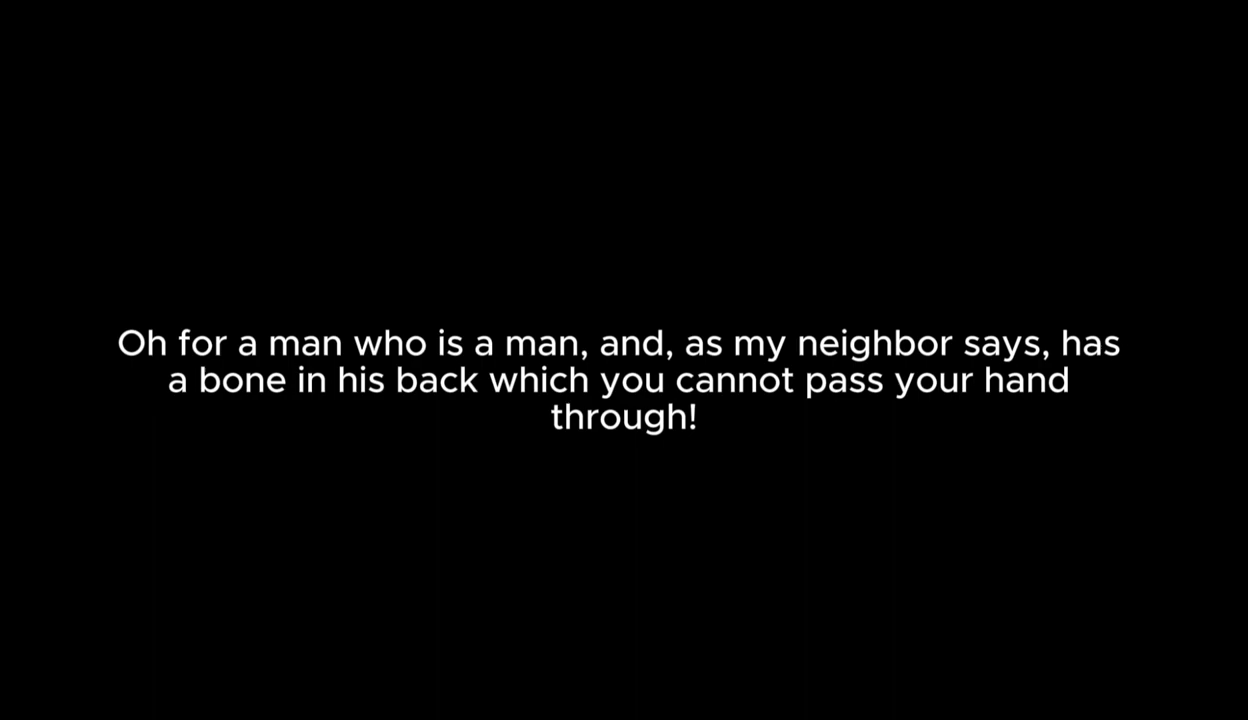 Oh for a man who is a man, and, as my neighbor says, has
a bone in his back which you cannot pass your hand
through!